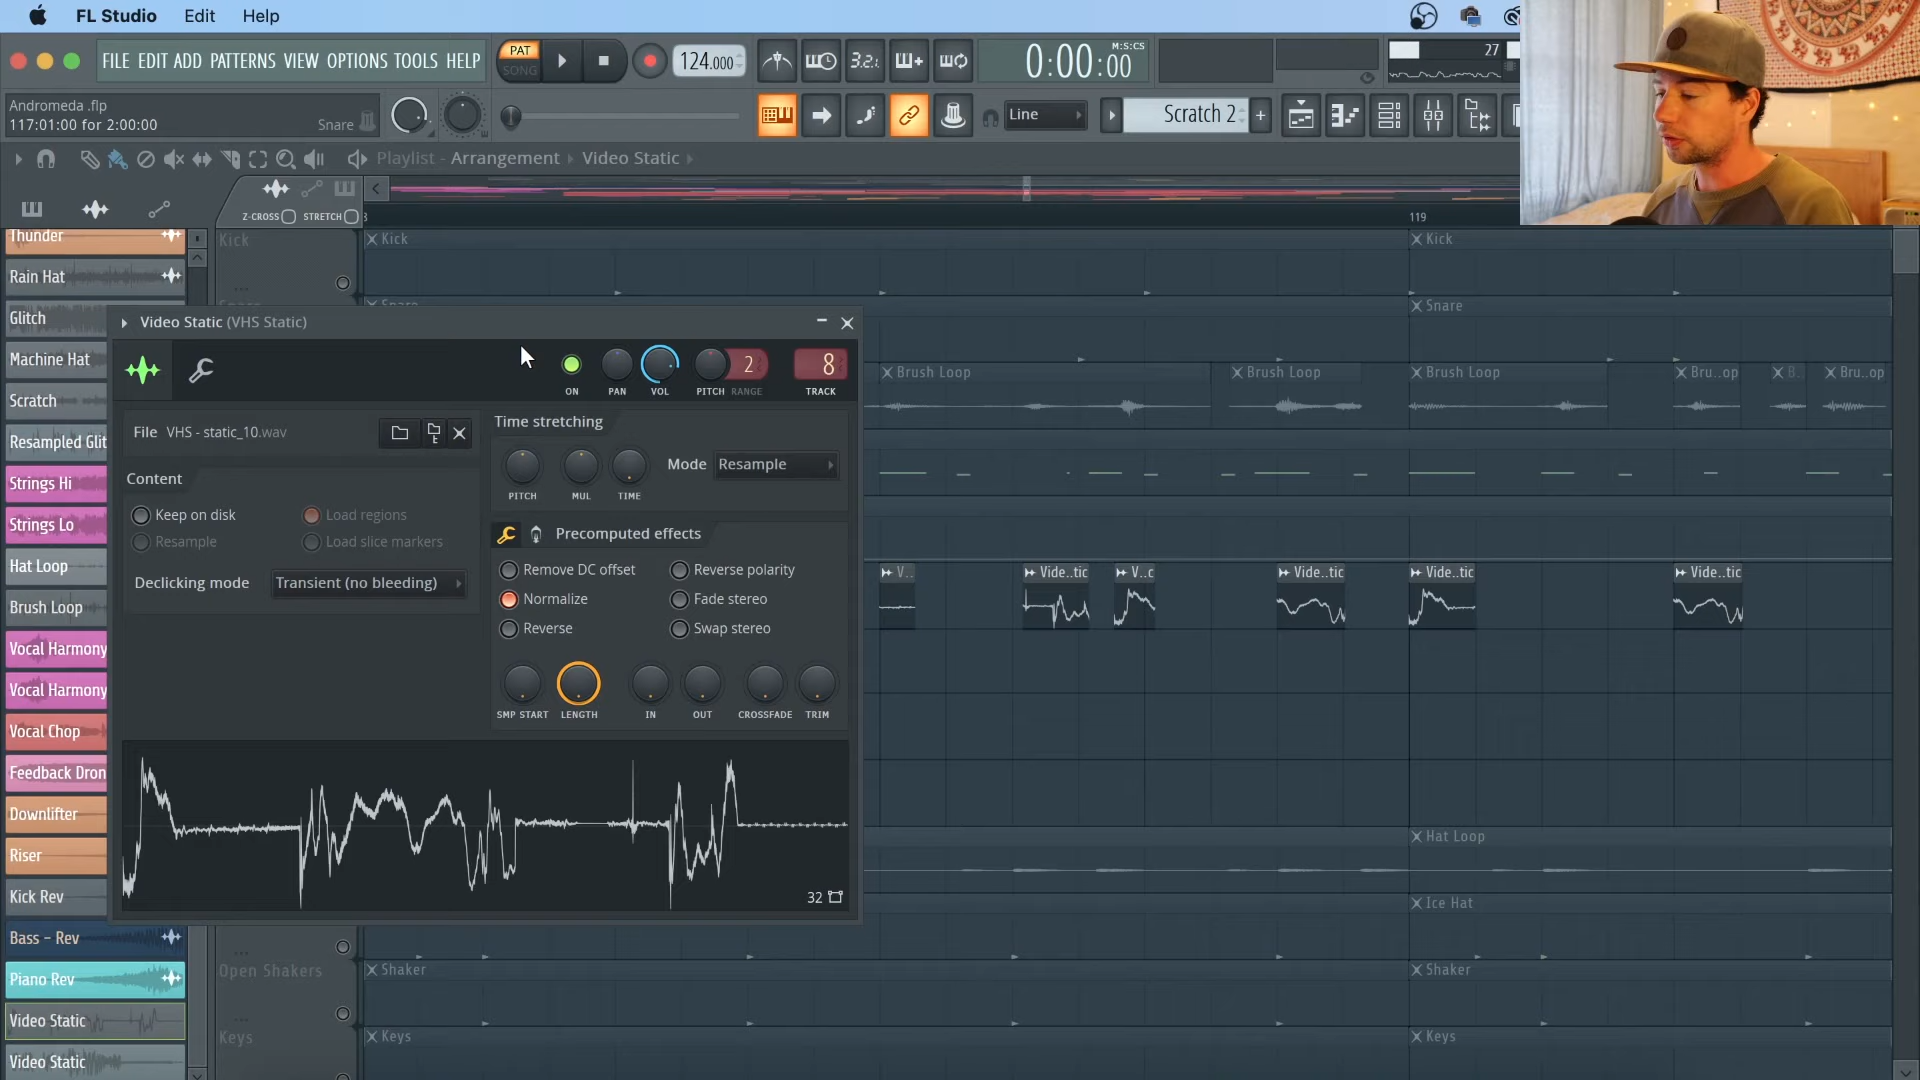 FL Studio Edit Help
FILE EDIT ADD PATTERNS VIEW OPTIONS TOOLS HELP
PAT
SONG
124.000
3.2.
0:00:00
M:S:CS
27
Andromeda .flp
117:01:00 for 2:00:00
Snare
Line
Scratch 2
+
Playlist - Arrangement Video Static
Z-CROSS STRETCH
119
Thunder
Rain Hat
Glitch
Machine Hat
Scratch
Resampled Glit
Strings Hi
Strings Lo
Hat Loop
Brush Loop
Vocal Harmony
Vocal Harmony
Vocal Chop
Feedback Dron
Downlifter
Riser
Kick Rev
Bass - Rev
Piano Rev
Video Static
Video Static
Kick
...
Kick
Kick
Snare
Brush Loop
Brush Loop
Brush Loop
Bru..op
B..
Bru..op
V..
Vide..tic
V..c
Vide..tic
Vide..tic
Vide..tic
Hat Loop
Ice Hat
...
Open Shakers
Shaker
Shaker
...
Keys
Keys
Keys
Video Static (VHS Static)
ON PAN VOL PITCH 2 RANGE 8 TRACK
File VHS - static_10.wav
Content
Keep on disk
Load regions
Resample
Load slice markers
Declicking mode Transient (no bleeding)
Time stretching
PITCH MUL TIME
Mode Resample
Precomputed effects
Remove DC offset
Reverse polarity
Normalize
Fade stereo
Reverse
Swap stereo
SMP START LENGTH IN OUT CROSSFADE TRIM
32